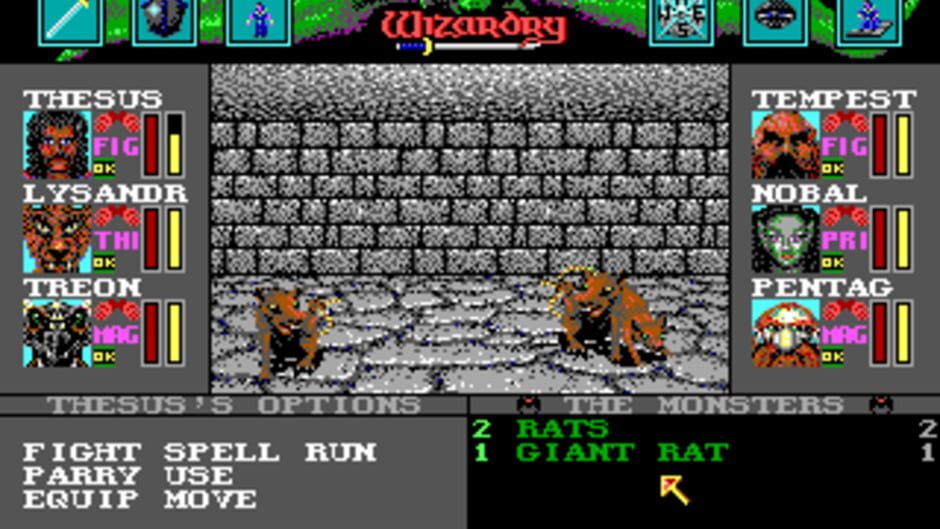 Wizardry
THESUS
FIG
OK
LYSANDR
THI
OK
TREON
MAG
OK
TEMPEST
FIG
OK
NOBAL
PRI
OK
PENTAG
MAG
OK
THESUS'S OPTIONS
FIGHT SPELL RUN
PARRY USE
EQUIP MOVE
THE MONSTERS
2 RATS 2
1 GIANT RAT 1